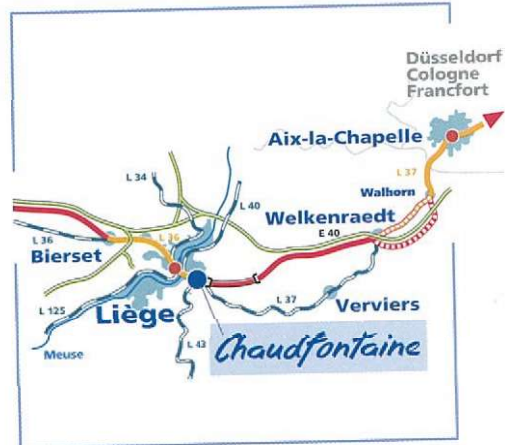 Düsseldorf
Cologne
Francfort
Aix-la-Chapelle
L 37
Walhorn
L 34
L 40
Welkenraedt
E 40
L 36
L 36
Bierset
L 125
Liège
L 37
Verviers
Meuse
L 43
Chaudfontaine